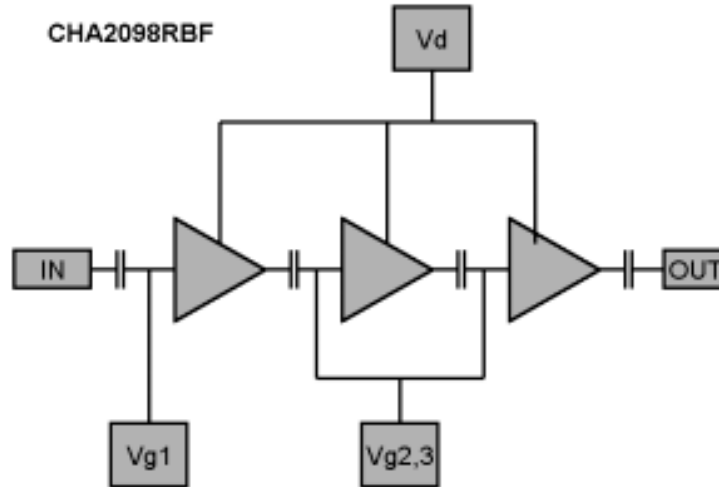 CHA2098RBF
Vd
IN
OUT
Vg1
Vg2,3